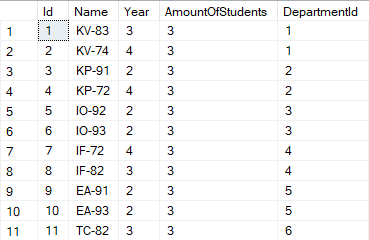 Id Name Year AmountOfStudents DepartmentId
1 1 KV-83 3 3 1
2 2 KV-74 4 3 1
3 3 KP-91 2 3 2
4 4 KP-72 4 3 2
5 5 IO-92 2 3 3
6 6 IO-93 2 3 3
7 7 IF-72 4 3 4
8 8 IF-82 3 3 4
9 9 EA-91 2 3 5
10 10 EA-93 2 3 5
11 11 TC-82 3 3 6